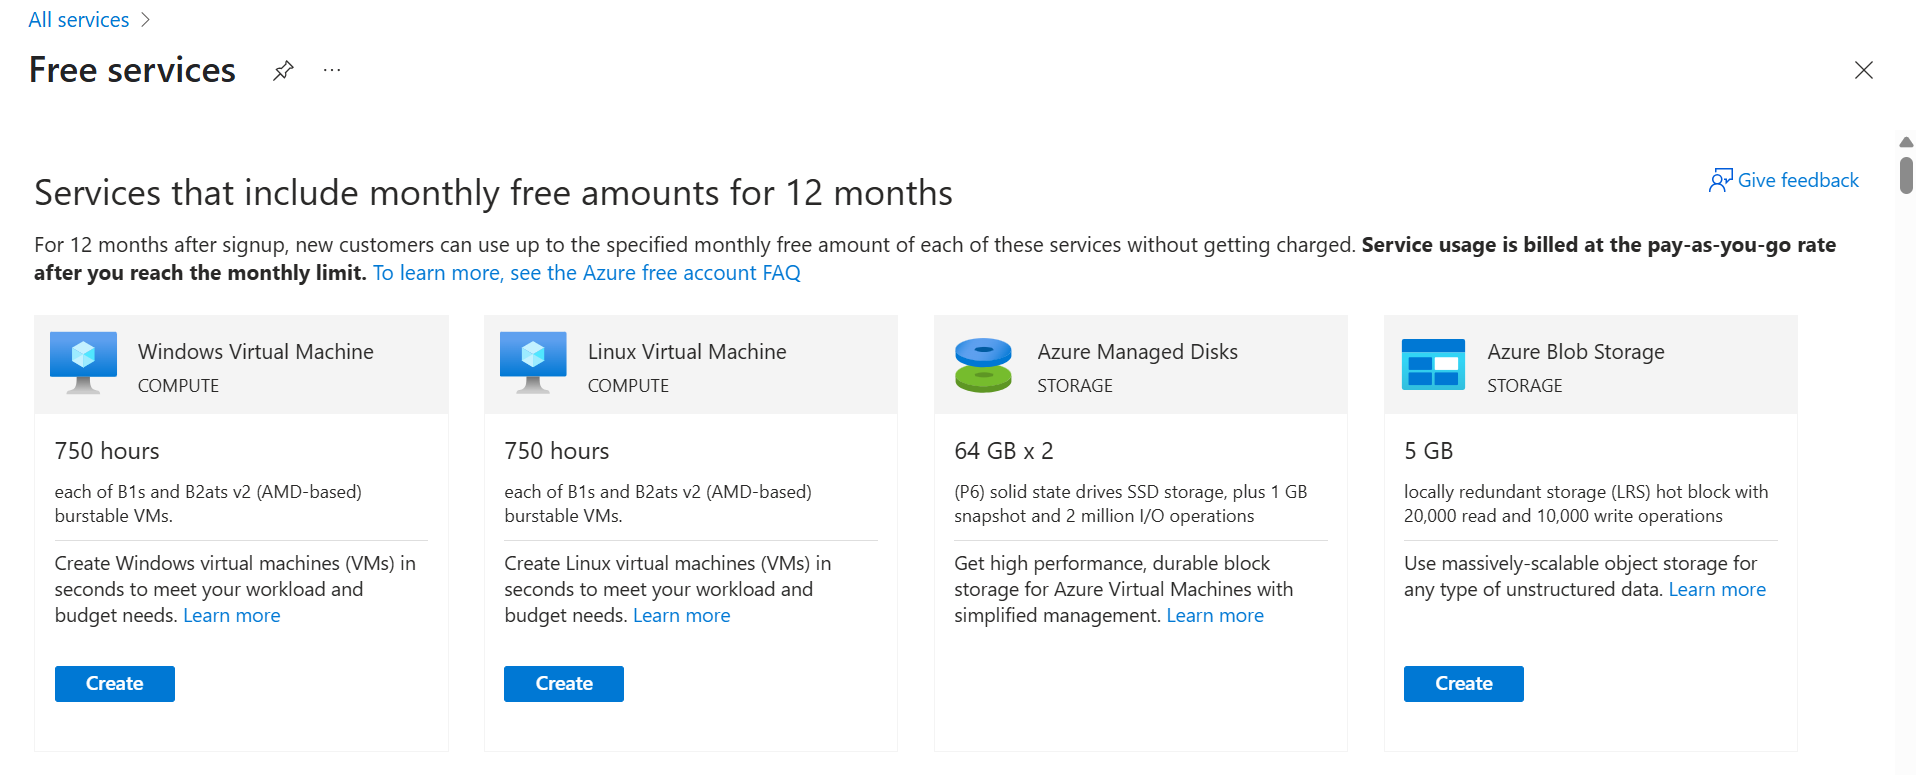 All services
Free services
Give feedback
Services that include monthly free amounts for 12 months
For 12 months after signup, new customers can use up to the specified monthly free amount of each of these services without getting charged. Service usage is billed at the pay-as-you-go rate
after you reach the monthly limit. To learn more, see the Azure free account FAQ
Windows Virtual Machine
COMPUTE
750 hours
each of B1s and B2ats v2 (AMD-based)
burstable VMs.
Create Windows virtual machines (VMs) in
seconds to meet your workload and
budget needs. Learn more
Create
Linux Virtual Machine
COMPUTE
750 hours
each of B1s and B2ats v2 (AMD-based)
burstable VMs.
Create Linux virtual machines (VMs) in
seconds to meet your workload and
budget needs. Learn more
Create
Azure Managed Disks
STORAGE
64 GB x 2
(P6) solid state drives SSD storage, plus 1 GB
snapshot and 2 million I/O operations
Get high performance, durable block
storage for Azure Virtual Machines with
simplified management. Learn more
Azure Blob Storage
STORAGE
5 GB
locally redundant storage (LRS) hot block with
20,000 read and 10,000 write operations
Use massively-scalable object storage for
any type of unstructured data. Learn more
Create